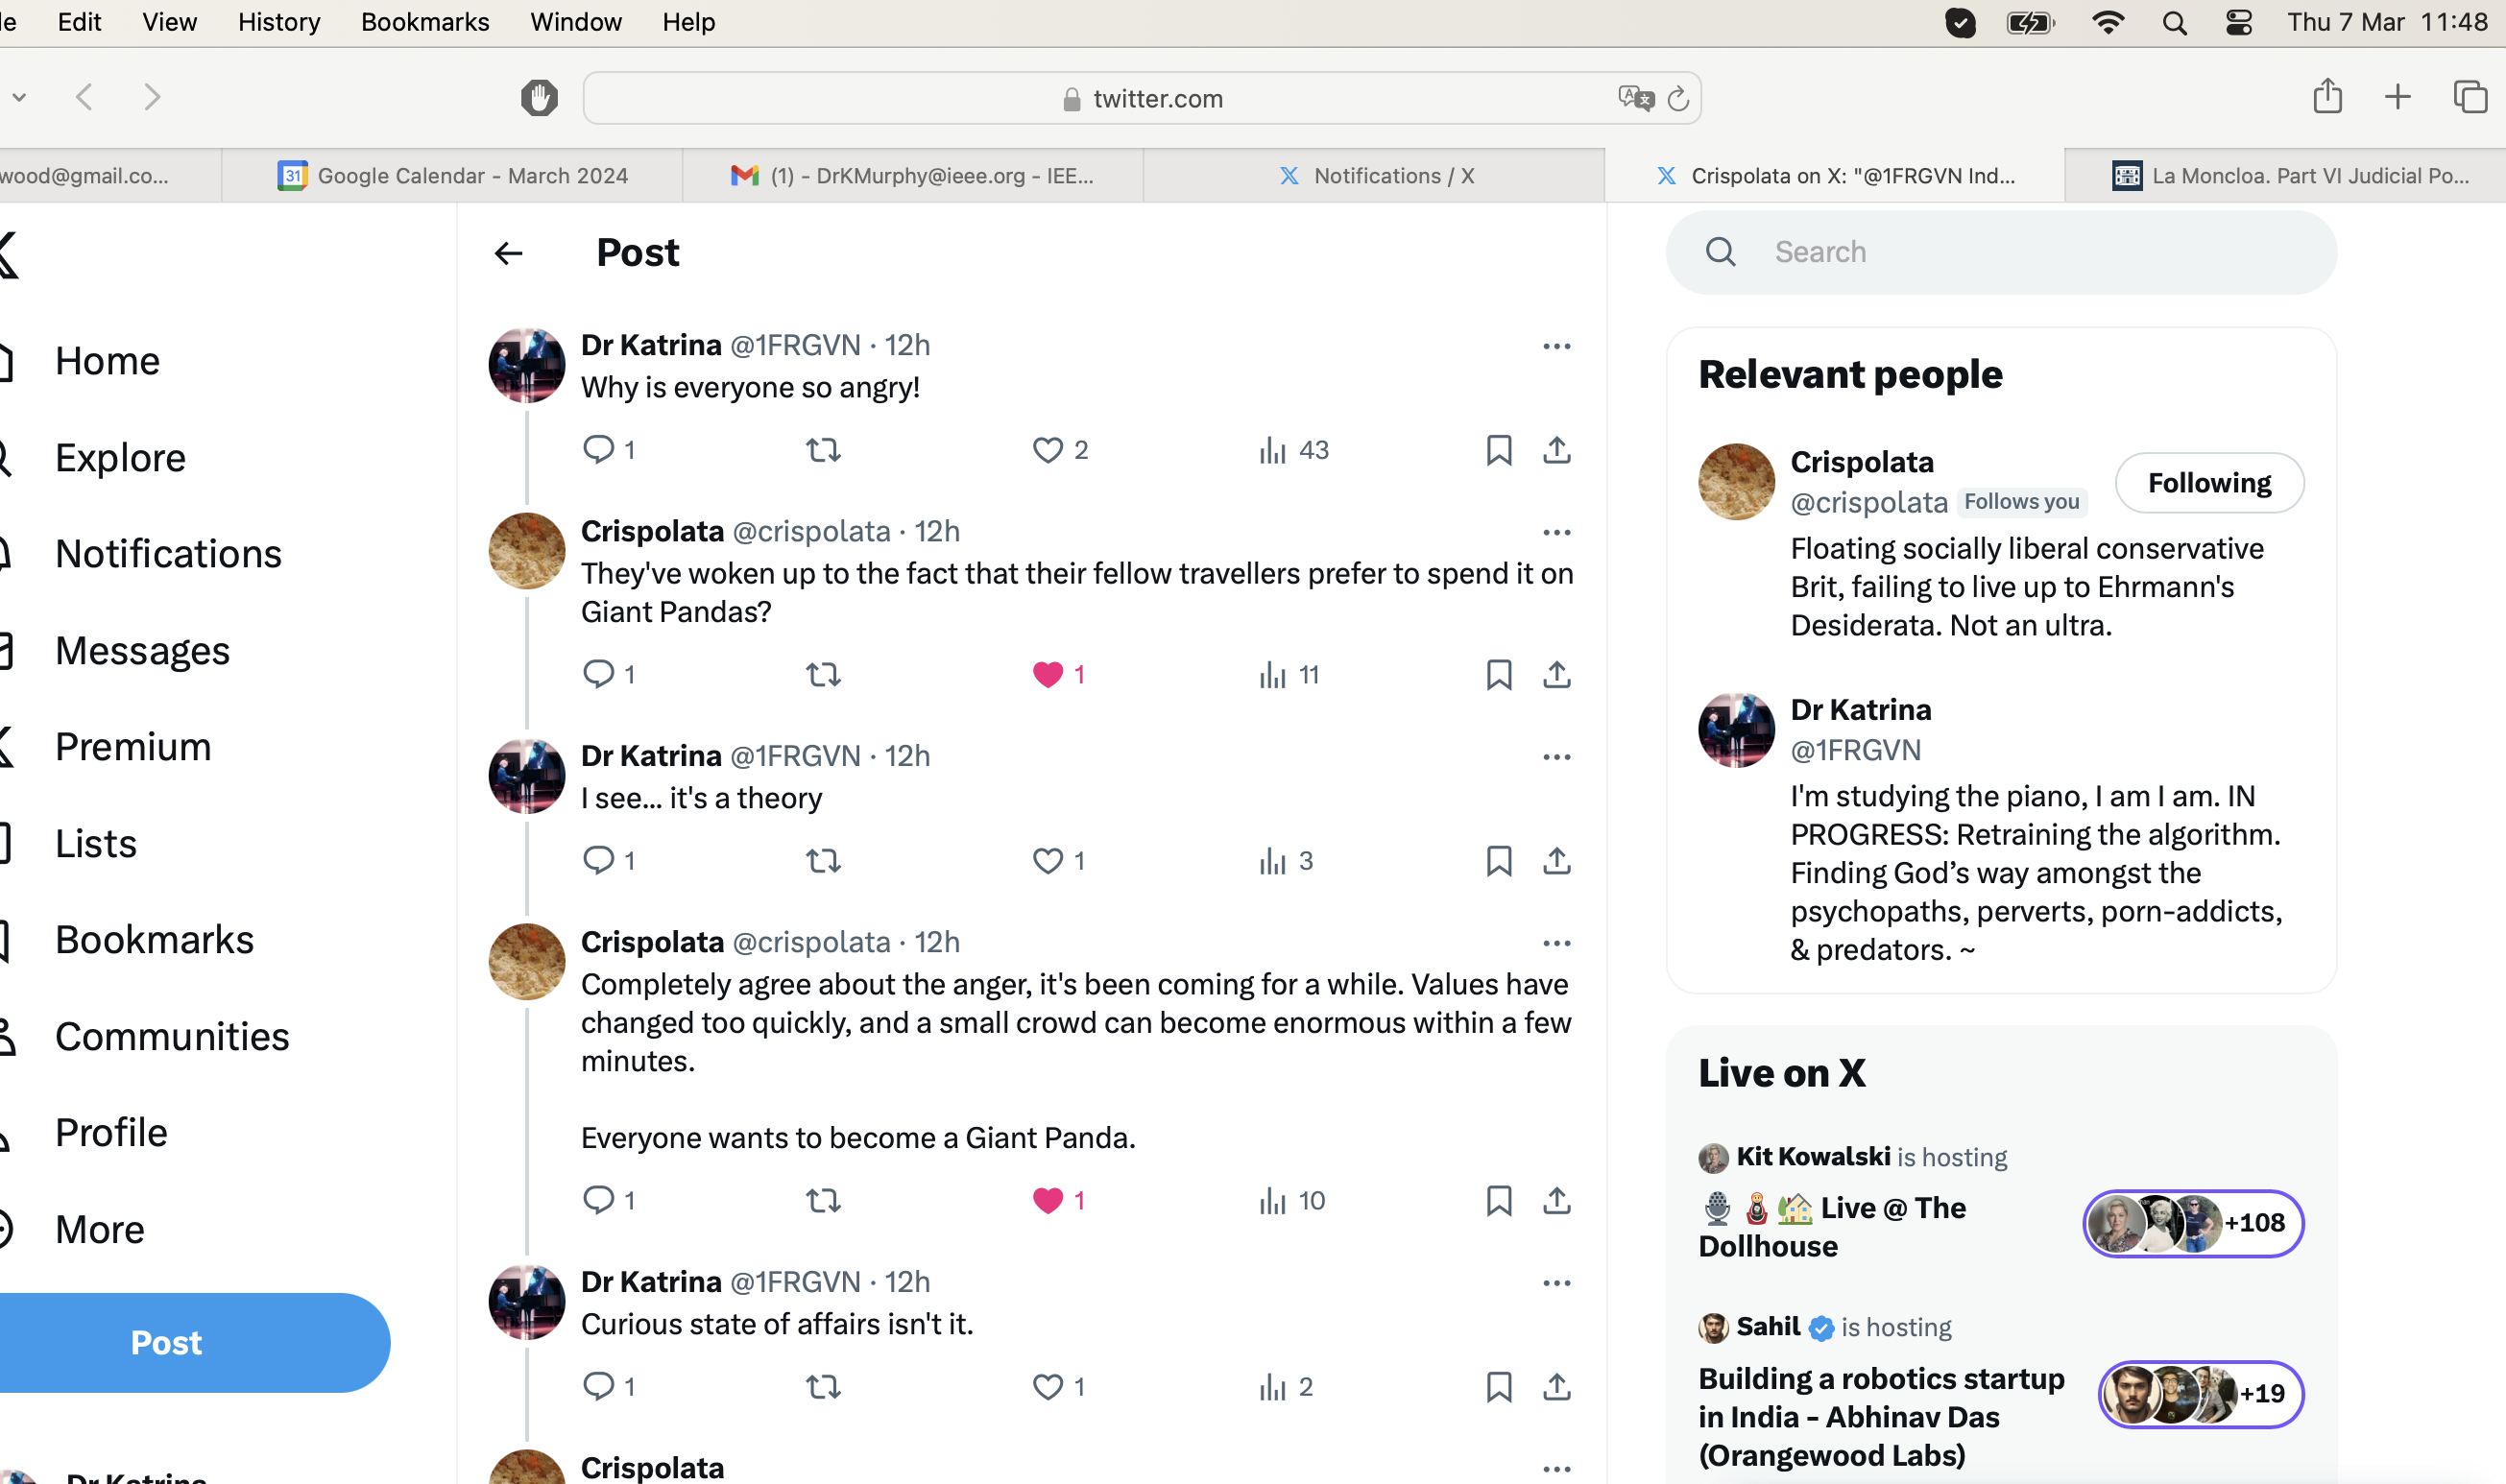 Edit View History Bookmarks Window Help Thu 7 Mar 11:48
twitter.com
wood@gmail.co... 31 Google Calendar - March 2024 (1) - DrKMurphy@ieee.org - IEE... Notifications / X Crispolata on X: "@1FRGVN Ind... La Moncloa. Part VI Judicial Po...
Home
Explore
Notifications
Messages
Premium
Lists
Bookmarks
Communities
Profile
More
Post
Dr Katrina
Post
Dr Katrina @1FRGVN · 12h
Why is everyone so angry!
1 2 43
Crispolata @crispolata · 12h
They've woken up to the fact that their fellow travellers prefer to spend it on
Giant Pandas?
1 1 11
Dr Katrina @1FRGVN · 12h
I see... it's a theory
1 1 3
Crispolata @crispolata · 12h
Completely agree about the anger, it's been coming for a while. Values have
changed too quickly, and a small crowd can become enormous within a few
minutes.
Everyone wants to become a Giant Panda.
1 1 10
Dr Katrina @1FRGVN · 12h
Curious state of affairs isn't it.
1 1 2
Crispolata
Search
Relevant people
Crispolata
@crispolata Follows you
Following
Floating socially liberal conservative
Brit, failing to live up to Ehrmann's
Desiderata. Not an ultra.
Dr Katrina
@1FRGVN
I'm studying the piano, I am I am. IN
PROGRESS: Retraining the algorithm.
Finding God’s way amongst the
psychopaths, perverts, porn-addicts,
& predators. ~
Live on X
Kit Kowalski is hosting
🎙️🪆🏡 Live @ The
Dollhouse
+108
Sahil is hosting
Building a robotics startup
in India - Abhinav Das
(Orangewood Labs)
+19